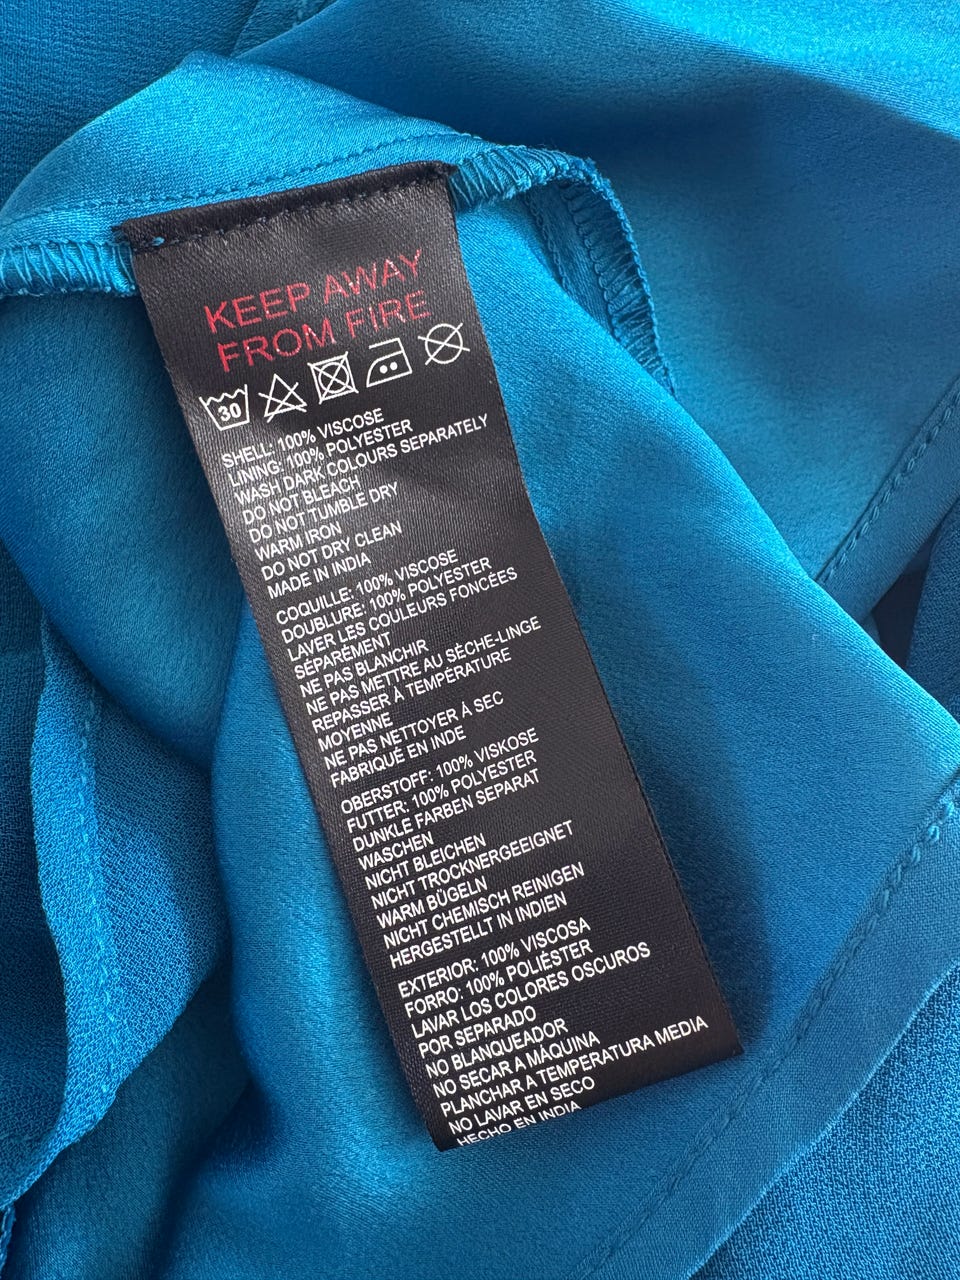 KEEP AWAY
FROM FIRE
30
SHELL: 100% VISCOSE
LINING: 100% POLYESTER
WASH DARK COLOURS SEPARATELY
DO NOT BLEACH
DO NOT TUMBLE DRY
WARM IRON
DO NOT DRY CLEAN
MADE IN INDIA
COQUILLE: 100% VISCOSE
DOUBLURE: 100% POLYESTER
LAVER LES COULEURS FONCÉES
SÉPARÉMENT
NE PAS BLANCHIR
NE PAS METTRE AU SÈCHE-LINGE
REPASSER À TEMPÉRATURE
MOYENNE
NE PAS NETTOYER À SEC
FABRIQUÉ EN INDE
OBERSTOFF: 100% VISKOSE
FUTTER: 100% POLYESTER
DUNKLE FARBEN SEPARAT
WASCHEN
NICHT BLEICHEN
NICHT TROCKNERGEEIGNET
WARM BÜGELN
NICHT CHEMISCH REINIGEN
HERGESTELLT IN INDIEN
EXTERIOR: 100% VISCOSA
FORRO: 100% POLIÉSTER
LAVAR LOS COLORES OSCUROS
POR SEPARADO
NO BLANQUEADOR
NO SECAR A MÁQUINA
PLANCHAR A TEMPERATURA MEDIA
NO LAVAR EN SECO
HECHO EN INDIA